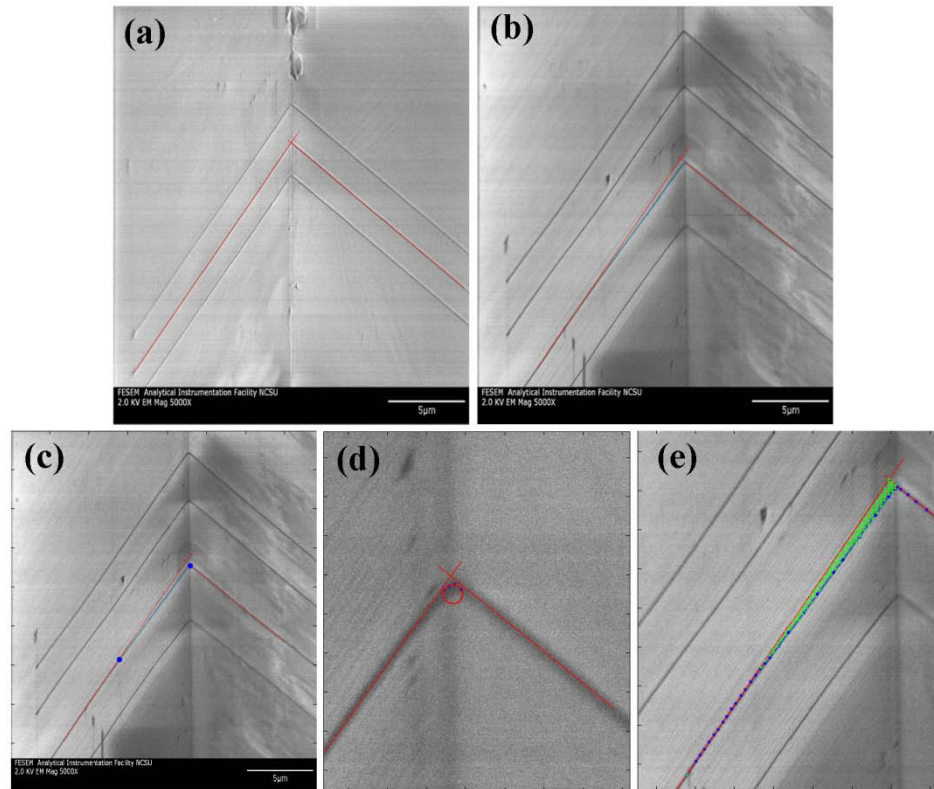 (a)
(b)
FESEM Analytical Instrumentation Facility NCSU
2.0 KV EM Mag 5000X
5µm
FESEM Analytical Instrumentation Facility NCSU
2.0 KV EM Mag 5000X
5µm
(c)
(d)
(e)
FESEM Analytical Instrumentation Facility NCSU
2.0 KV EM Mag 5000X
5µm